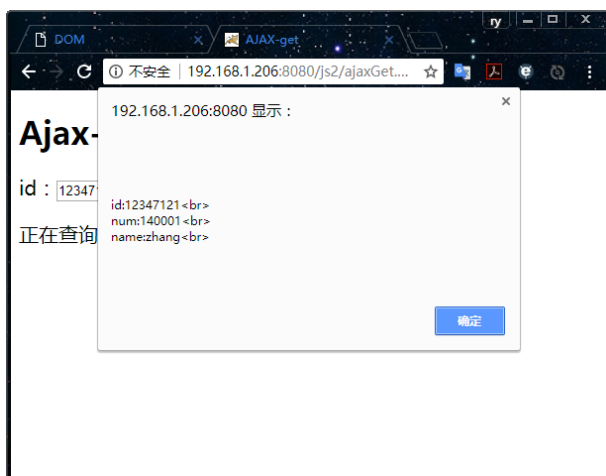 ry
DOM
AJAX-get
不安全 | 192.168.1.206:8080/js2/ajaxGet....
192.168.1.206:8080 显示：
Ajax-
id：12347
id:12347121<br>
num:140001<br>
正在查询
name:zhang<br>
确定